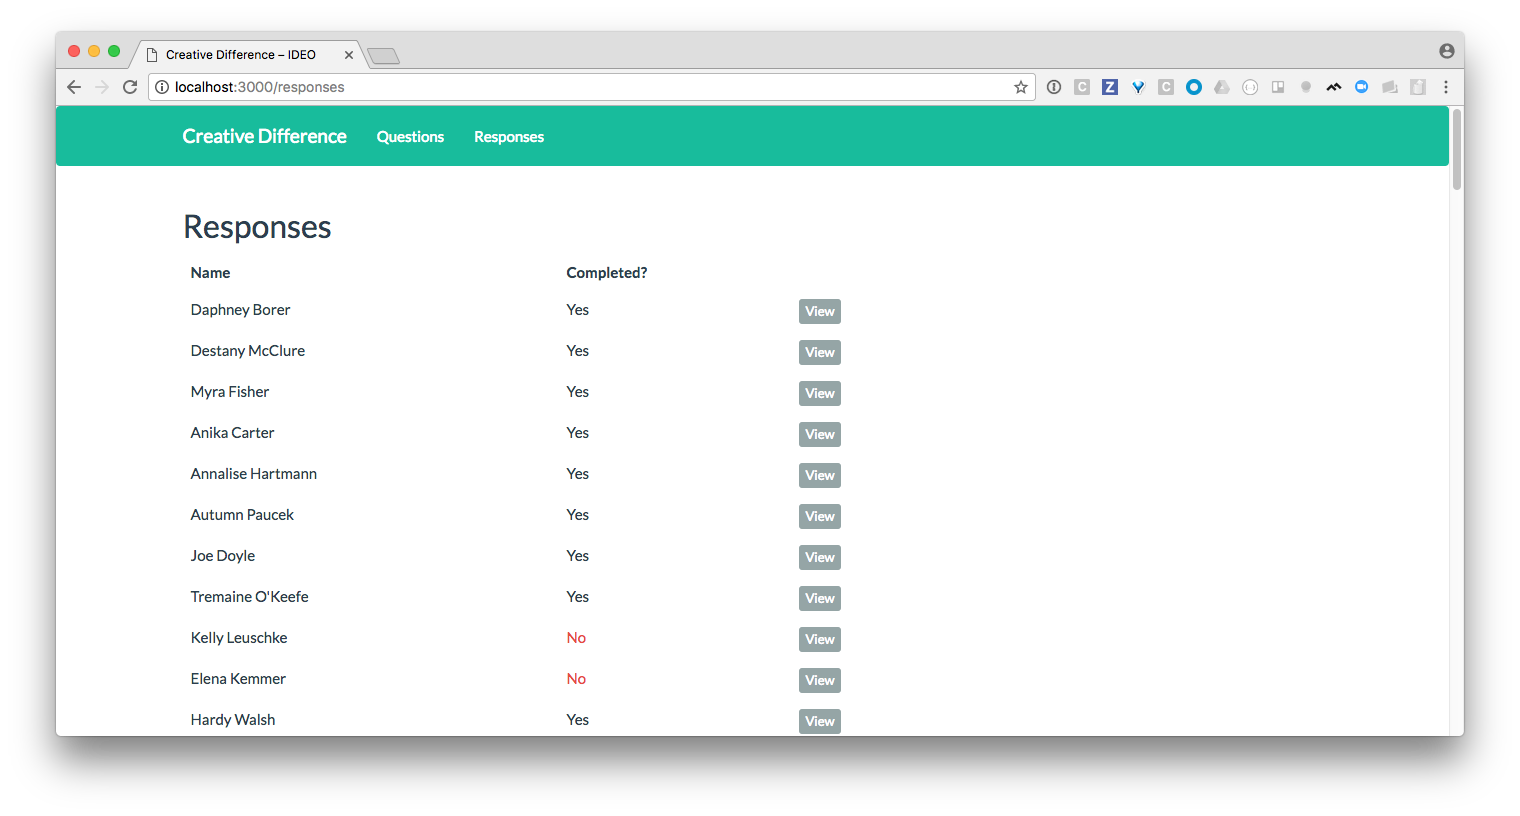 Creative Difference – IDEO
localhost:3000/responses
Creative Difference Questions Responses
Responses
Name Completed?
Daphney Borer Yes View
Destany McClure Yes View
Myra Fisher Yes View
Anika Carter Yes View
Annalise Hartmann Yes View
Autumn Paucek Yes View
Joe Doyle Yes View
Tremaine O'Keefe Yes View
Kelly Leuschke No View
Elena Kemmer No View
Hardy Walsh Yes View